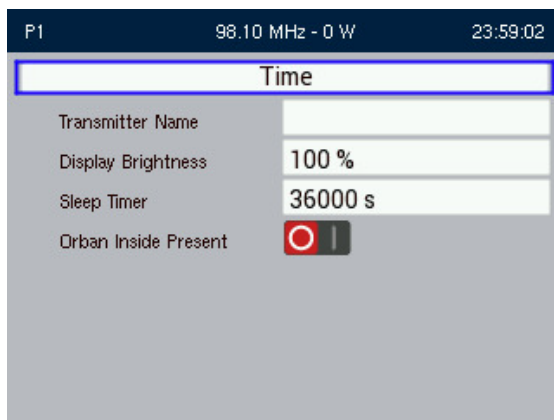 P1 98.10 MHz - 0 W 23:59:02
Time
Transmitter Name
Display Brightness 100 %
Sleep Timer 36000 s
Orban Inside Present